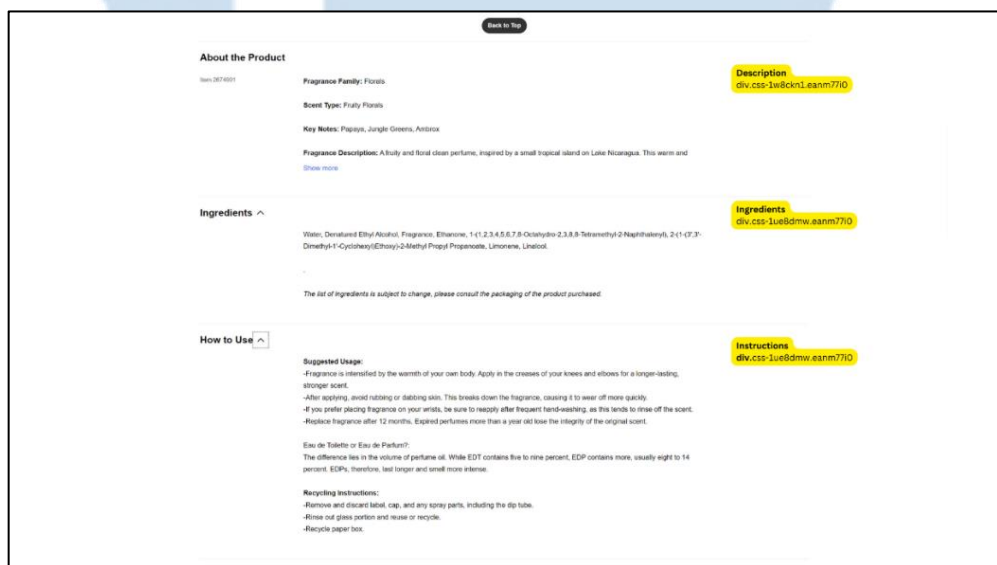 Back to Top
About the Product
Item 2674001
Fragrance Family: Florals
Description
div.css-1w8ckn1.eanm77i0
Scent Type: Fruity Florals
Key Notes: Papaya, Jungle Greens, Ambrox
Fragrance Description: A fruity and floral clean perfume, inspired by a small tropical island on Lake Nicaragua. This warm and
Show more
Ingredients
Ingredients
div.css-1ue8dmw.eanm77i0
Water, Denatured Ethyl Alcohol, Fragrance, Ethanone, 1-(1,2,3,4,5,6,7,8-Octahydro-2,3,8,8-Tetramethyl-2-Naphthalenyl), 2-(1-(3',3'-
Dimethyl-1'-Cyclohexyl)Ethoxy)-2-Methyl Propyl Propanoate, Limonene, Linalool.
.
The list of ingredients is subject to change, please consult the packaging of the product purchased.
How to Use
Instructions
div.css-1ue8dmw.eanm77i0
Suggested Usage:
-Fragrance is intensified by the warmth of your own body. Apply in the creases of your knees and elbows for a longer-lasting,
stronger scent.
-After applying, avoid rubbing or dabbing skin. This breaks down the fragrance, causing it to wear off more quickly.
-If you prefer placing fragrance on your wrists, be sure to reapply after frequent hand-washing, as this tends to rinse off the scent.
-Replace fragrance after 12 months. Expired perfumes more than a year old lose the integrity of the original scent.
Eau de Toilette or Eau de Parfum?:
The difference lies in the volume of perfume oil. While EDT contains five to nine percent, EDP contains more, usually eight to 14
percent. EDPs, therefore, last longer and smell more intense.
Recycling Instructions:
-Remove and discard label, cap, and any spray parts, including the dip tube.
-Rinse out glass portion and reuse or recycle.
-Recycle paper box.